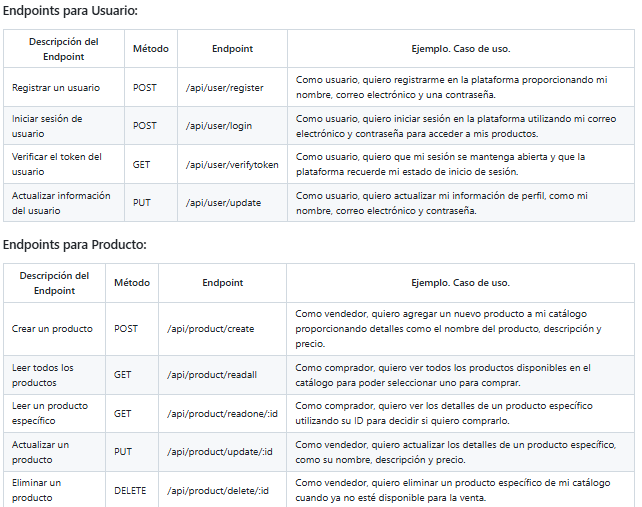 Endpoints para Usuario:
Descripción del
Endpoint
Método
Endpoint
Ejemplo. Caso de uso.
Registrar un usuario
POST
/api/user/register
Como usuario, quiero registrarme en la plataforma proporcionando mi
nombre, correo electrónico y una contraseña.
Iniciar sesión de
usuario
POST
/api/user/login
Como usuario, quiero iniciar sesión en la plataforma utilizando mi correo
electrónico y contraseña para acceder a mis productos.
Verificar el token del
usuario
GET
/api/user/verifytoken
Como usuario, quiero que mi sesión se mantenga abierta y que la
plataforma recuerde mi estado de inicio de sesión.
Actualizar información
del usuario
PUT
/api/user/update
Como usuario, quiero actualizar mi información de perfil, como mi
nombre, correo electrónico y contraseña.
Endpoints para Producto:
Descripción del
Endpoint
Método
Endpoint
Ejemplo. Caso de uso.
Crear un producto
POST
/api/product/create
Como vendedor, quiero agregar un nuevo producto a mi catálogo
proporcionando detalles como el nombre del producto, descripción y
precio.
Leer todos los
productos
GET
/api/product/readall
Como comprador, quiero ver todos los productos disponibles en el
catálogo para poder seleccionar uno para comprar.
Leer un producto
específico
GET
/api/product/readone/:id
Como comprador, quiero ver los detalles de un producto específico
utilizando su ID para decidir si quiero comprarlo.
Actualizar un
producto
PUT
/api/product/update/:id
Como vendedor, quiero actualizar los detalles de un producto específico,
como su nombre, descripción y precio.
Eliminar un
producto
DELETE
/api/product/delete/:id
Como vendedor, quiero eliminar un producto específico de mi catálogo
cuando ya no esté disponible para la venta.